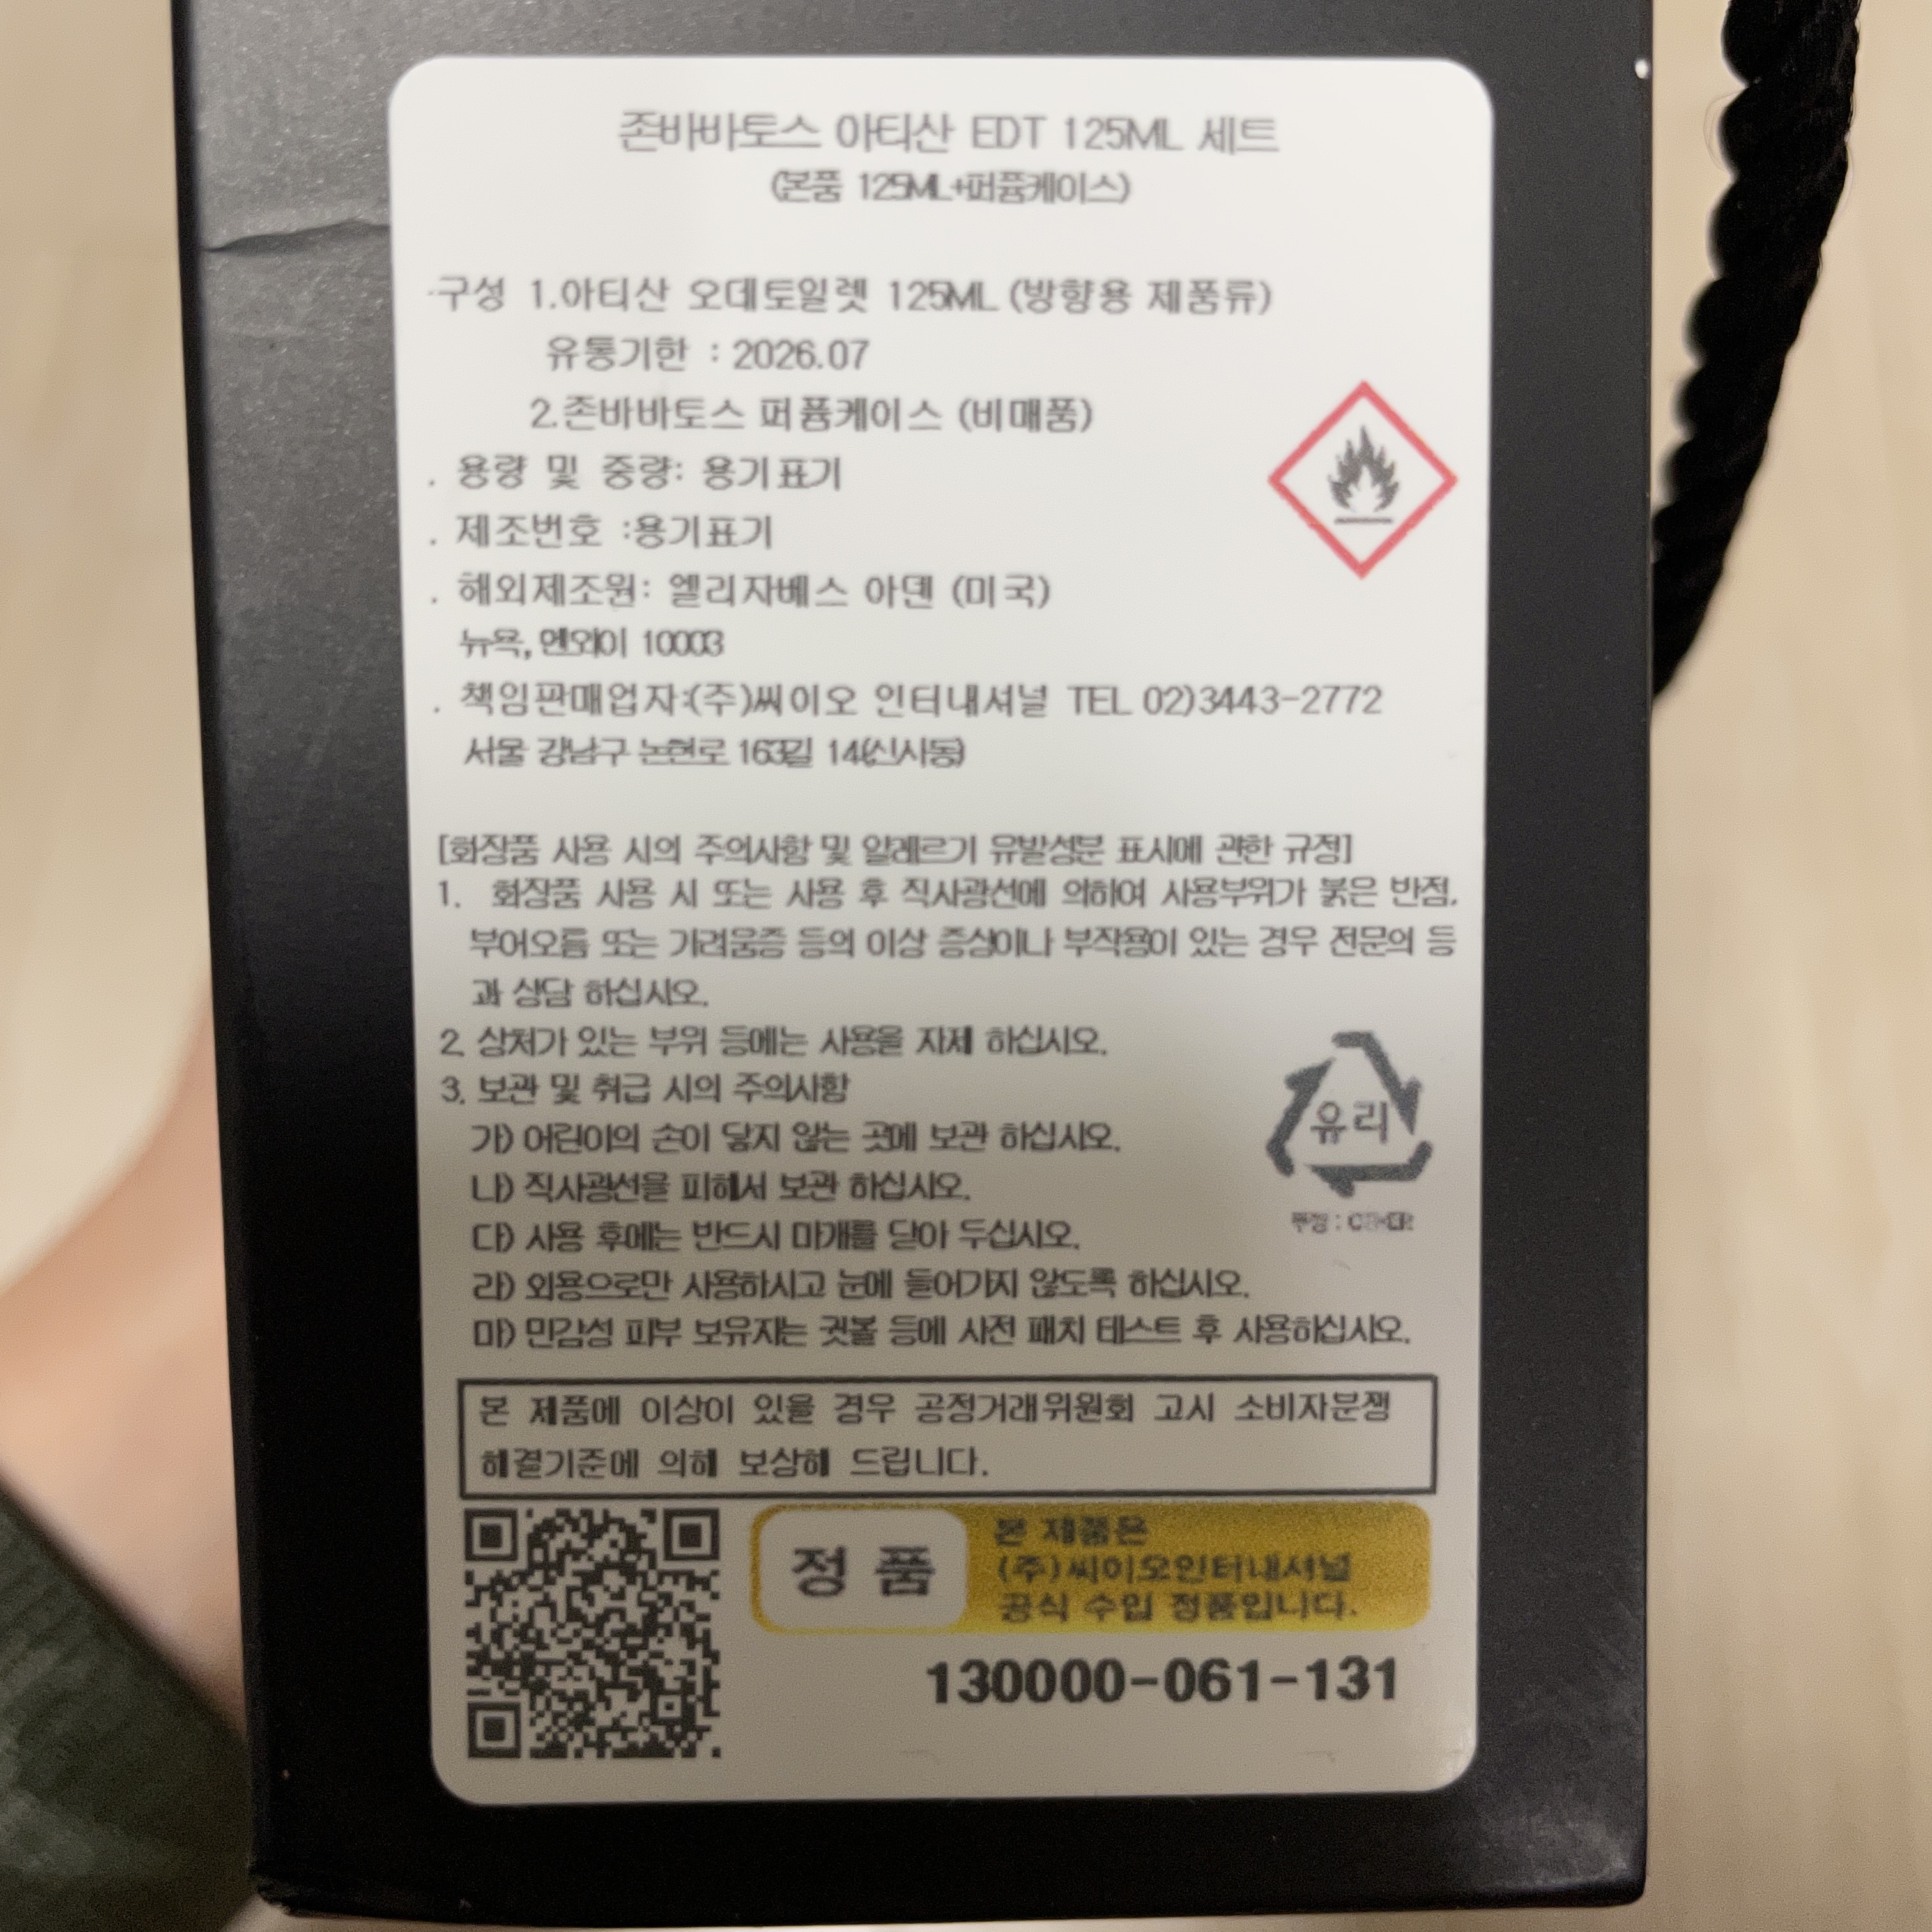 존바바토스 아티산 EDT 125ML 세트
(본품 125ML+퍼퓸케이스)
·구성 1.아티산 오데토일렛 125ML (방향용 제품류)
유통기한 : 2026.07
2.존바바토스 퍼퓸케이스 (비매품)
. 용량 및 중량: 용기표기
. 제조번호 :용기표기
. 해외제조원: 엘리자베스 아덴 (미국)
뉴욕, 엔와이 10003
. 책임판매업자:(주)씨이오 인터내셔널 TEL 02)3443-2772
서울 강남구 논현로 163길 14(신사동)
[화장품 사용 시의 주의사항 및 알레르기 유발성분 표시에 관한 규정]
1. 화장품 사용 시 또는 사용 후 직사광선에 의하여 사용부위가 붉은 반점,
부어오름 또는 가려움증 등의 이상 증상이나 부작용이 있는 경우 전문의 등
과 상담 하십시오.
2. 상처가 있는 부위 등에는 사용을 자제 하십시오.
3. 보관 및 취급 시의 주의사항
가) 어린이의 손이 닿지 않는 곳에 보관 하십시오.
유리
나) 직사광선을 피해서 보관 하십시오.
다) 사용 후에는 반드시 마개를 닫아 두십시오.
라) 외용으로만 사용하시고 눈에 들어가지 않도록 하십시오.
마) 민감성 피부 보유자는 귓볼 등에 사전 패치 테스트 후 사용하십시오.
본 제품에 이상이 있을 경우 공정거래위원회 고시 소비자분쟁
해결기준에 의해 보상해 드립니다.
정 품
본 제품은
(주)씨이오인터내셔널
공식 수입 정품입니다.
130000-061-131